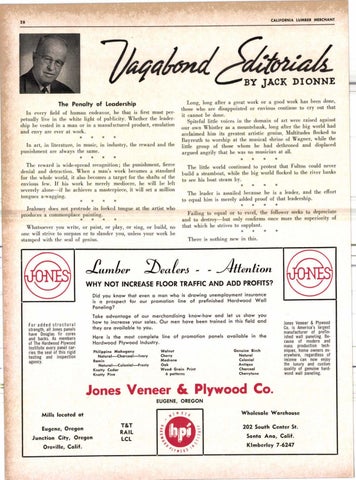 26
CALIFORNIA LUMBER MERCHANT
Vagabond Editorials
BY JACK DIONNE
The Penalty of Leadership
In every field of human endeavor, he that is first must per-
petually live in the white light of publicity. Whether the leader-
ship be vested in a man or in a manufactured product, emulation
and envy are ever at work.
* * *
In art, in literature, in music, in industry, the reward and the
punishment are always the same.
* * *
The reward is wide-spread recognition; the punishment, fierce
denial and detraction. When a man's work becomes a standard
for the whole world, it also becomes a target for the shafts of the
envious few. If his work be merely mediocre, he will be left
severely alone—if he achieves a masterpiece, it will set a million
tongues a-wagging.
* * *
Jealousy does not protrude its forked tongue at the artist who
produces a commonplace painting.
* * *
Whatsoever you write, or paint, or play, or sing, or build, no
one will strive to surpass or to slander you, unless your work be
stamped with the seal of genius.
Long, long after a great work or a good work has been done,
those who are disappointed or envious continue to cry out that
it cannot be done.
Spiteful little voices in the domain of art were raised against
our own Whistler as a mountebank, long after the big world had
acclaimed him its greatest artistic genius. Multitudes flocked to
Bayreuth to worship at the musical shrine of Wagner, while the
little group of those whom he had dethroned and displaced
argued angrily that he was no musician at all.
* * *
The little world continued to protest that Fulton could never
build a steamboat, while the big world flocked to the river banks
to see his boat steam by.
* * *
The leader is assailed because he is a leader, and the effort
to equal him is merely added proof of that leadership.
* * *
Failing to equal or to excel, the follower seeks to depreciate
and to destroy—but only confirms once more the superiority of
that which he strives to supplant.
* * *
There is nothing new in this.
JONES
Lumber Dealers - - Attention
WHY NOT INCREASE FLOOR TRAFFIC AND ADD PROFITS?
JONES
Did you know that even a man who is drawing unemployment insurance
is a prospect for our promotion line of prefinished Hardwood Wall
Paneling?
Take advantage of our merchandising know-how and let us show you
how to increase your sales. Our men have been trained in this field and
they are available to you.
Here is the most complete line of promotion panels available in the
Hardwood Plywood Industry.
For added structural
strength, all Jones panels
have Douglas fir cores
and backs. As members
of The Hardwood Plywood
Institute every panel car-
ries the seal of this rigid
testing and inspection
agency.
Philippine Mahogany
Natural—Charcoal—Ivory
Ramin
Natural—Colonial—Frosty
Knotty Cedar
Knotty Pine
Walnut
Cherry
Madrone
Oak
Wood Grain Print
6 patterns
Genuine Birch
Natural
Colonial
Antique
Charcoal
Cherrytone
Jones Veneer & Plywood
Co. is America's largest
manufacturer of prefin-
ished wall paneling. Be-
cause of modern and
mass production tech-
niques, home owners ev-
erywhere, regardless of
income can now enjoy
the luxury and custom
quality of genuine hard-
wood wall paneling.
Jones Veneer & Plywood Co.
EUGENE, OREGON
Mills located at
Eugene, Oregon
Junction City, Oregon
Oroville, Calif.
T&T
RAIL
LCL
MEMBER
hpi
Wholesale Warehouse
202 South Center St.
Santa Ana, Calif.
KImberley 7-6247